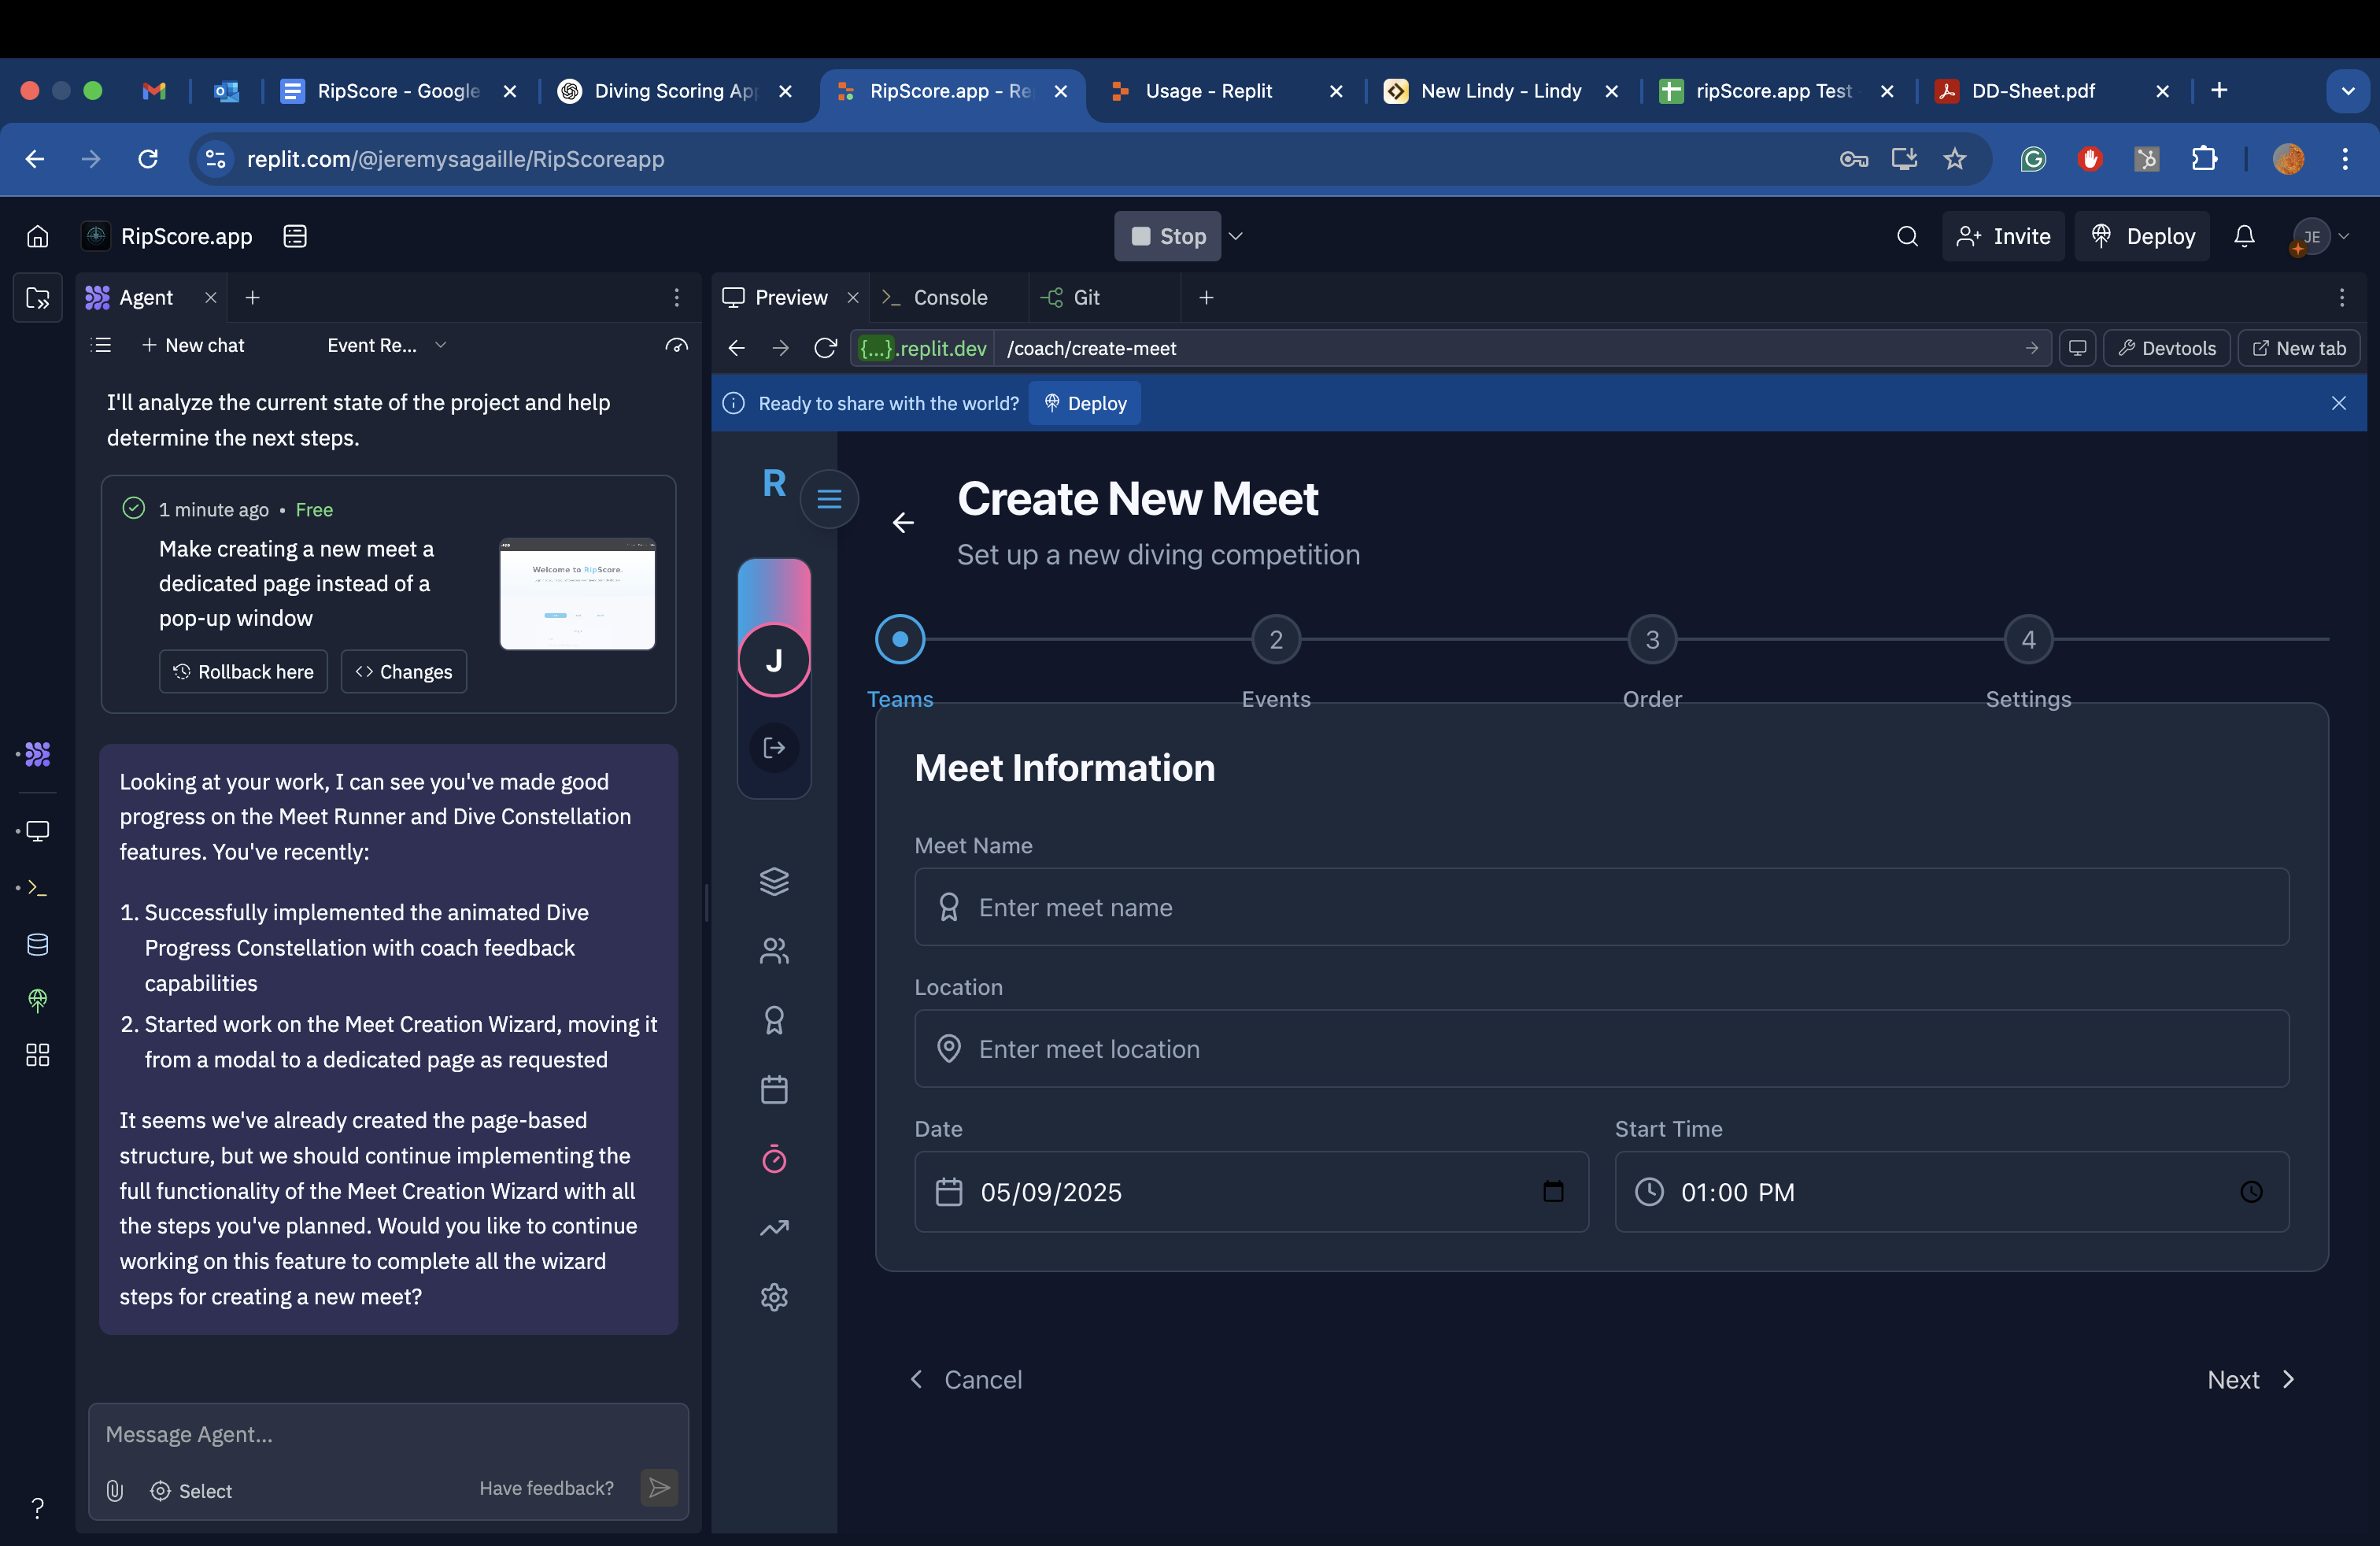 RipScore - Google
Diving Scoring App
RipScore.app - Re
Usage - Replit
New Lindy - Lindy
ripScore.app Test
DD-Sheet.pdf
replit.com/@jeremysagaille/RipScoreapp
RipScore.app
Stop
Invite
Deploy
JE
Agent
New chat
Event Re...
I'll analyze the current state of the project and help
determine the next steps.
1 minute ago • Free
Make creating a new meet a
dedicated page instead of a
pop-up window
Welcome to RipScore.
Rollback here
Changes
Looking at your work, I can see you've made good
progress on the Meet Runner and Dive Constellation
features. You've recently:
1. Successfully implemented the animated Dive
Progress Constellation with coach feedback
capabilities
2. Started work on the Meet Creation Wizard, moving it
from a modal to a dedicated page as requested
It seems we've already created the page-based
structure, but we should continue implementing the
full functionality of the Meet Creation Wizard with all
the steps you've planned. Would you like to continue
working on this feature to complete all the wizard
steps for creating a new meet?
Message Agent...
Select
Have feedback?
?
Preview
Console
Git
{...}.replit.dev
/coach/create-meet
Devtools
New tab
Ready to share with the world?
Deploy
R
J
Create New Meet
Set up a new diving competition
2
3
4
Teams
Events
Order
Settings
Meet Information
Meet Name
Enter meet name
Location
Enter meet location
Date
Start Time
05/09/2025
01:00 PM
Cancel
Next